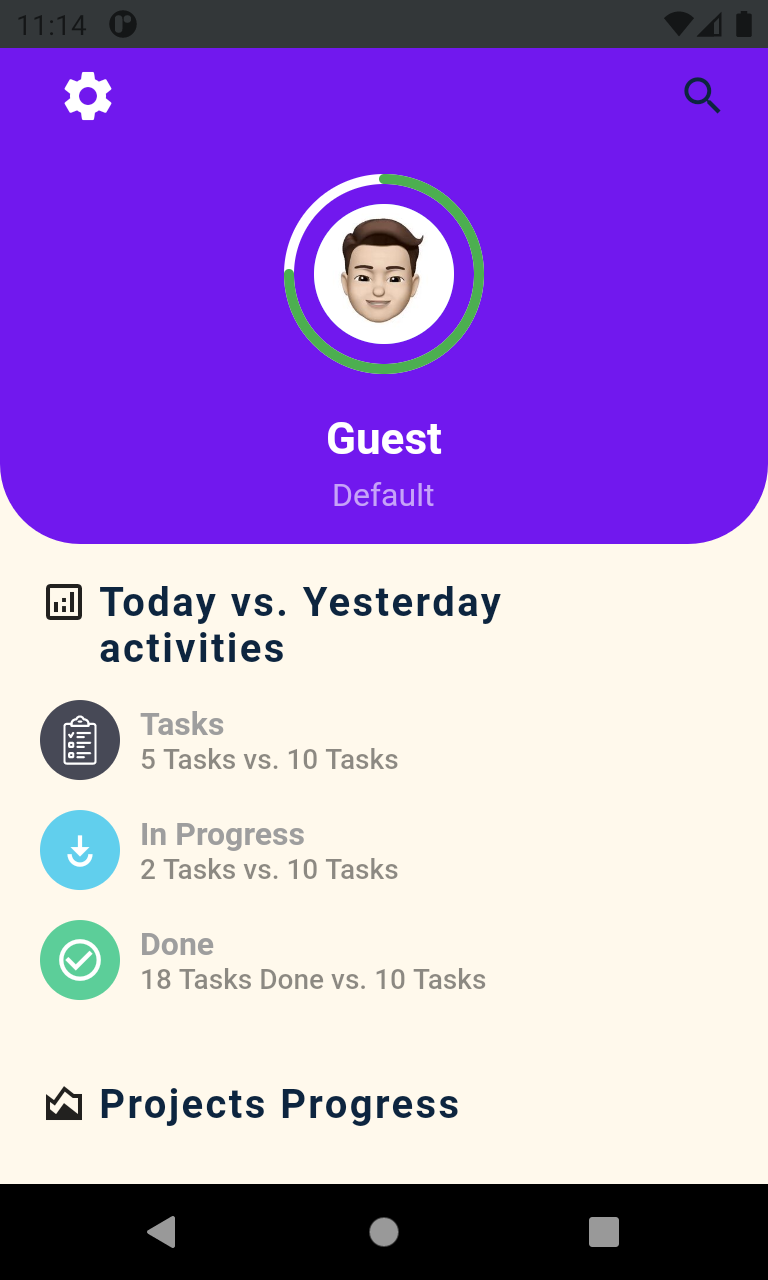 11:14
Guest
Default
Today vs. Yesterday
activities
Tasks
5 Tasks vs. 10 Tasks
In Progress
2 Tasks vs. 10 Tasks
Done
18 Tasks Done vs. 10 Tasks
Projects Progress